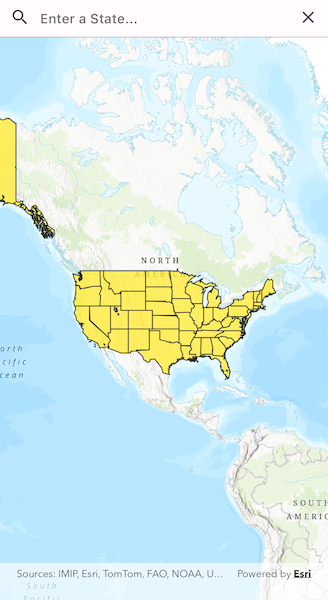 Enter a State...
NORTH
AMERICA
orth
cific
cean
SOUTH
AMERIC
Sources: IMIP, Esri, TomTom, FAO, NOAA, U... Powered by Esri
South
Pacific